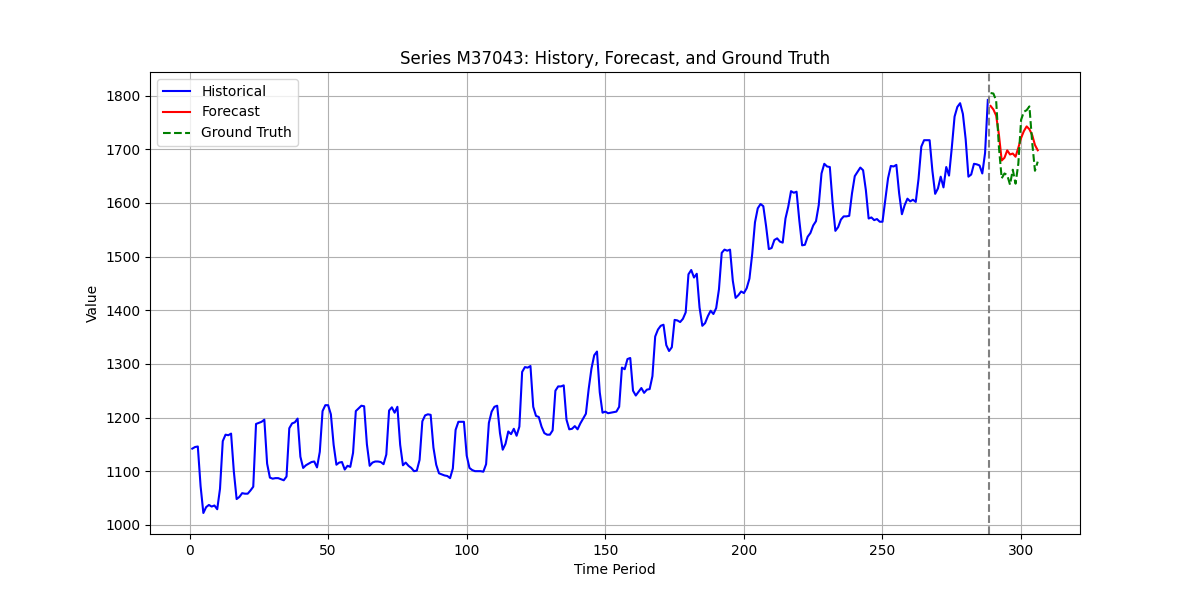 Series M37043: History, Forecast, and Ground Truth
Historical
Forecast
Ground Truth
1800
1700
1600
1500
1400
1300
1200
1100
1000
Value
0 50 100 150 200 250 300
Time Period